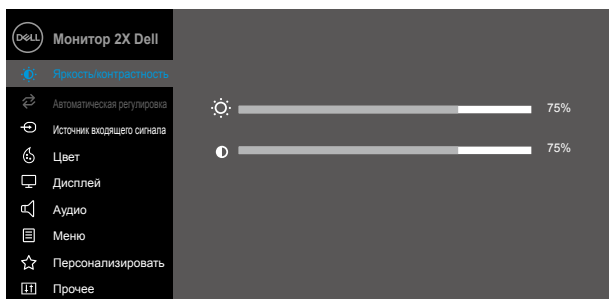 DELL
Монитор 2X Dell
Яркость/контрастность
Автоматическая регулировка
Источник входящего сигнала
Цвет
Дисплей
Аудио
Меню
Персонализировать
Прочее
75%
75%